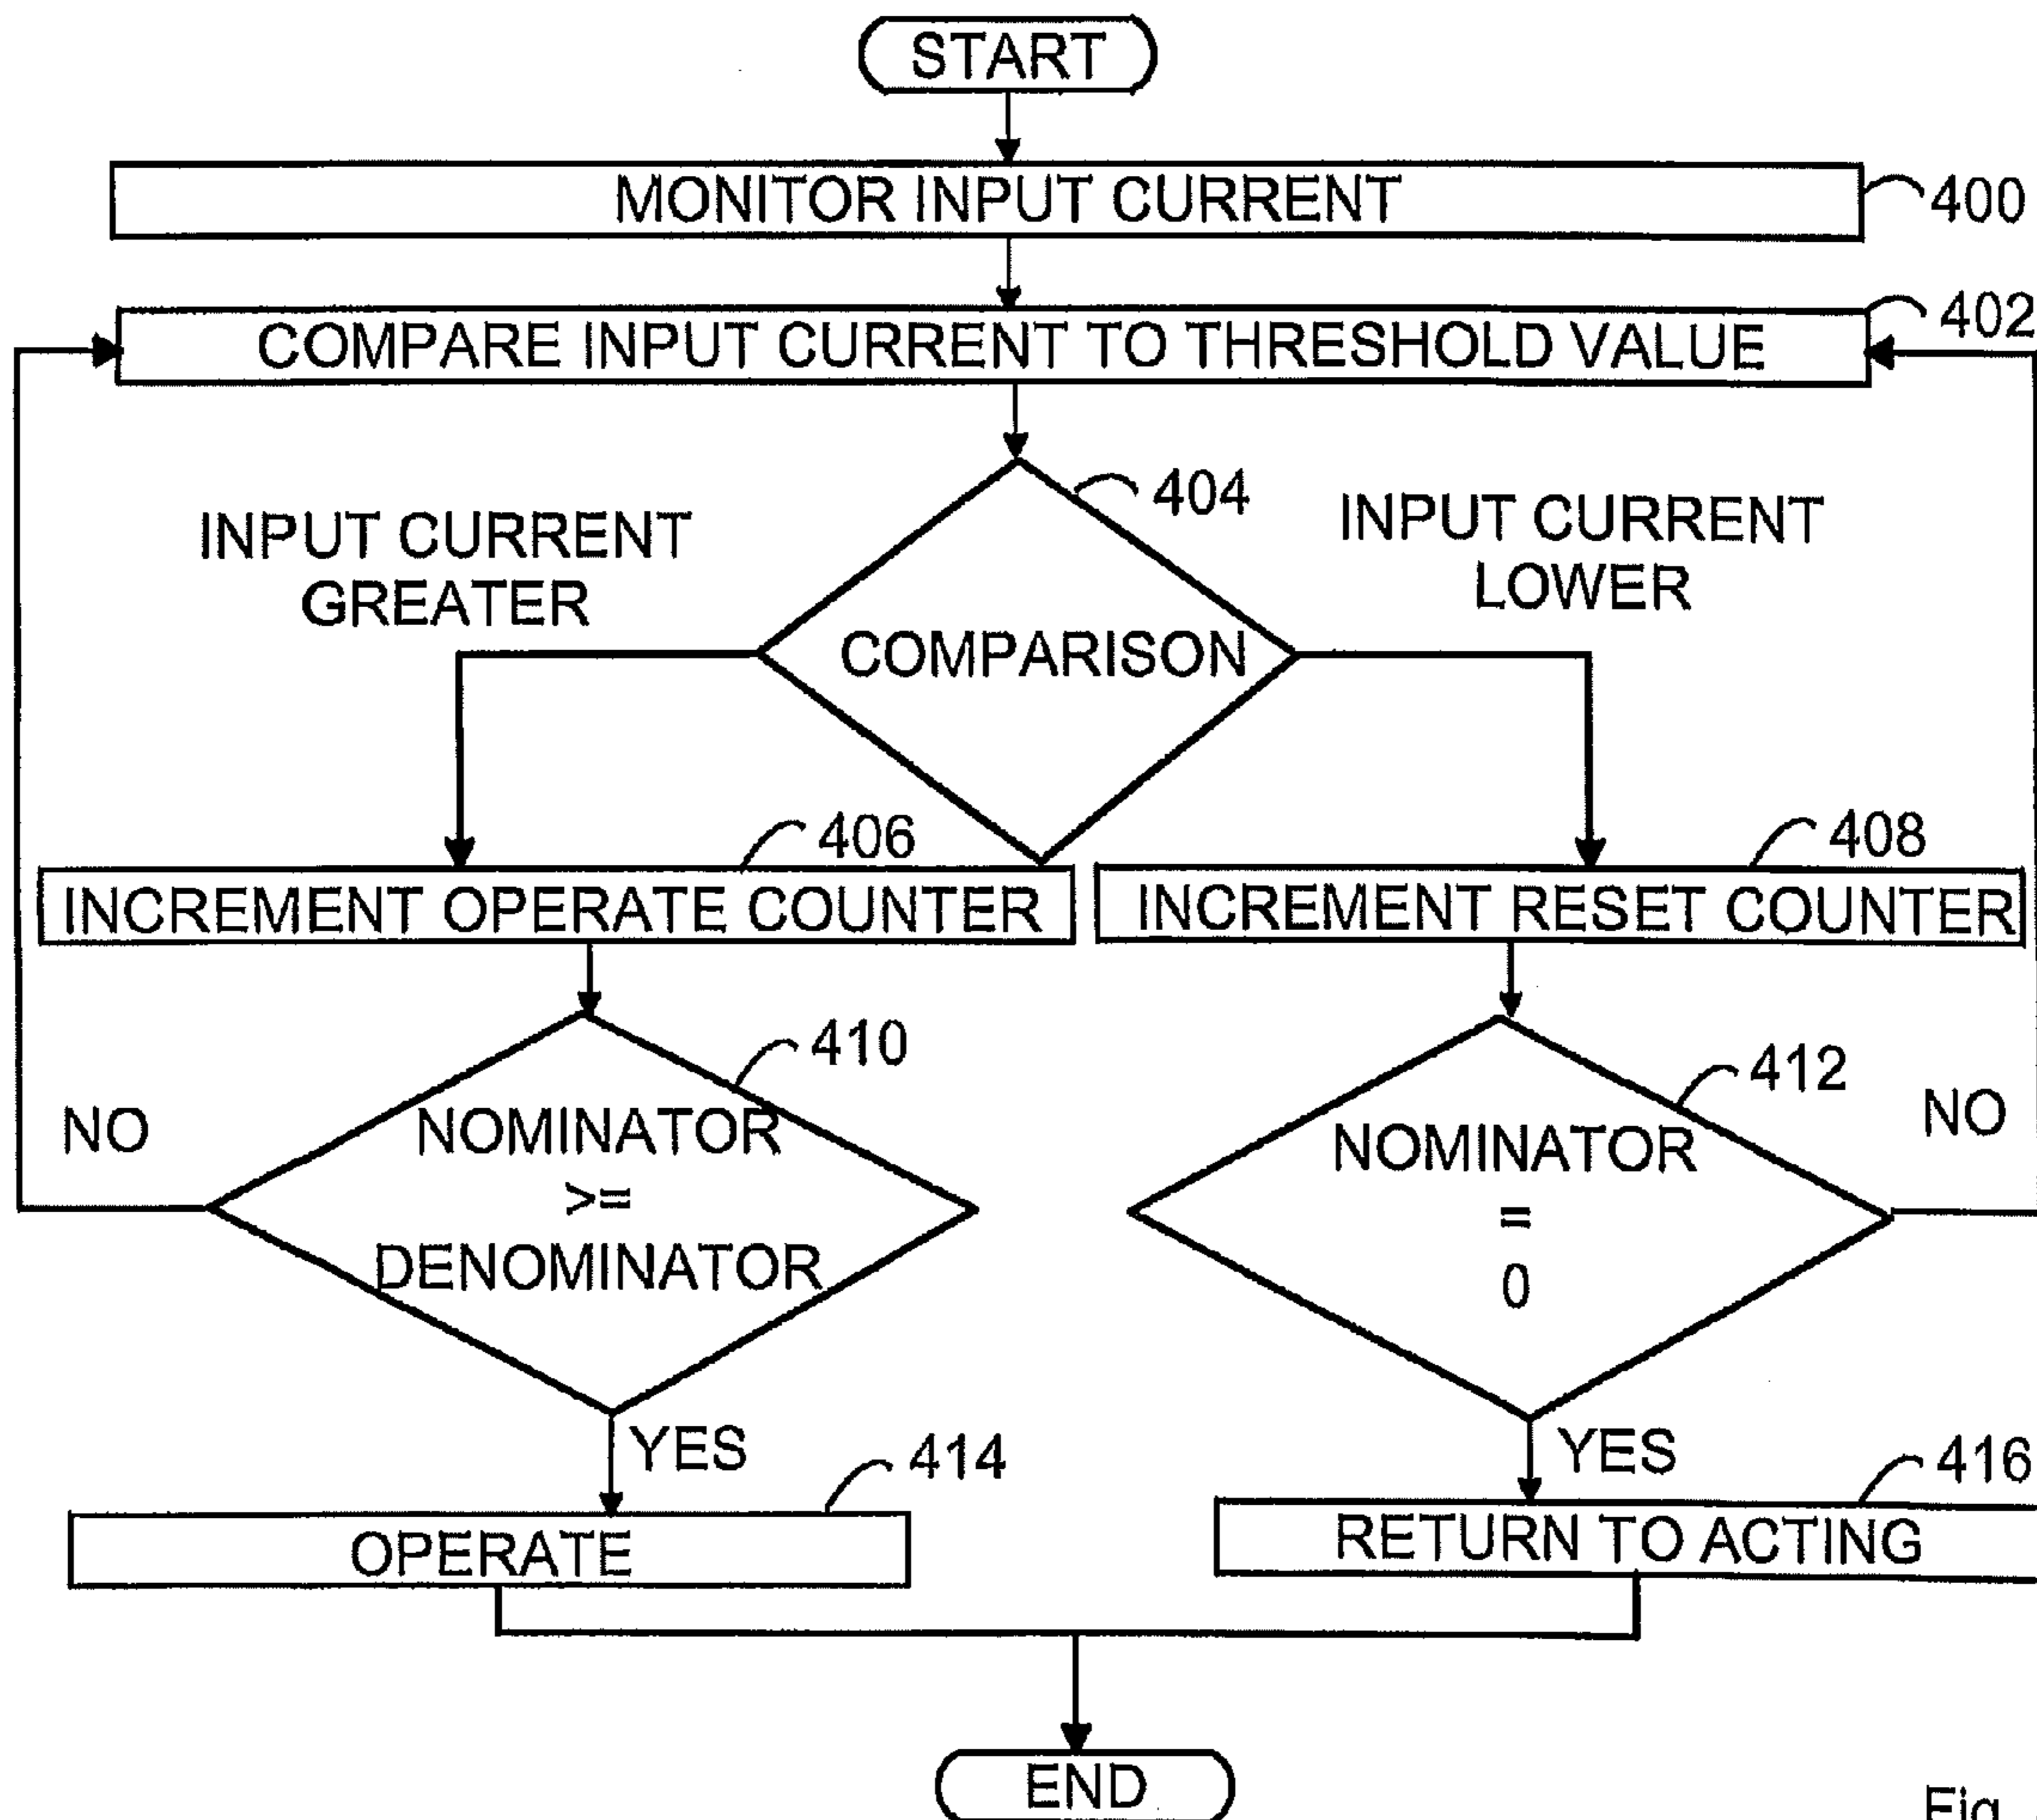 START
MONITOR INPUT CURRENT
400
COMPARE INPUT CURRENT TO THRESHOLD VALUE
402
404
INPUT CURRENT
GREATER
INPUT CURRENT
LOWER
COMPARISON
406
408
INCREMENT OPERATE COUNTER
INCREMENT RESET COUNTER
410
412
NO
NOMINATOR
>=
DENOMINATOR
NOMINATOR
=
0
NO
YES
YES
414
416
OPERATE
RETURN TO ACTING
END
Fig